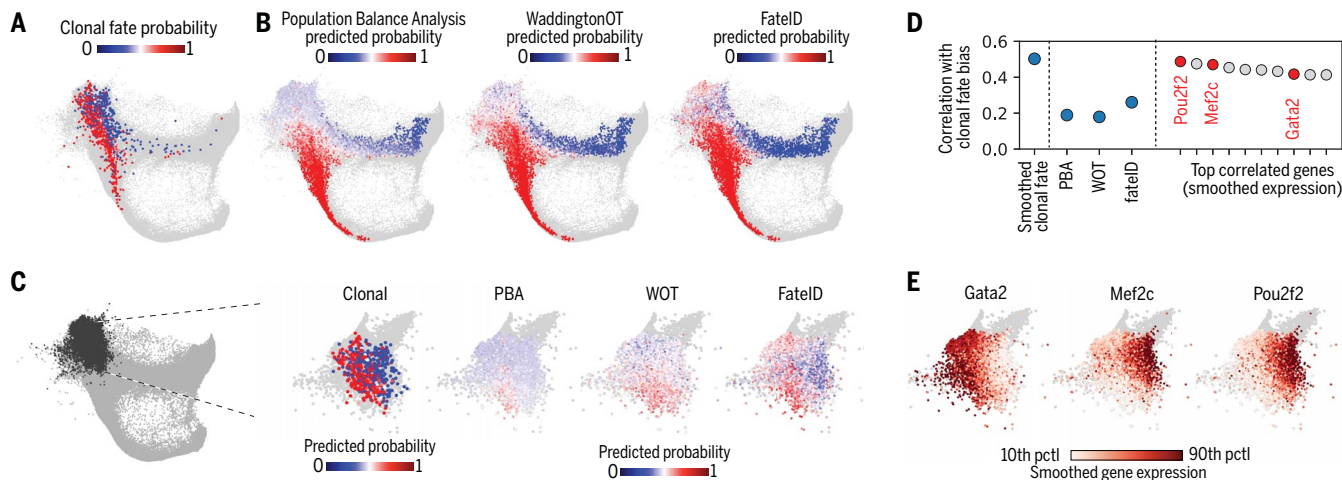 A
Clonal fate probability
0 1
B
Population Balance Analysis
predicted probability
0 1
WaddingtonOT
predicted probability
0 1
FateID
predicted probability
0 1
D
Correlation with
clonal fate bias
0.6
0.4
0.2
0.0
Pou2f2
Mef2c
Gata2
Smoothed
clonal fate
PBA
WOT
fateID
Top correlated genes
(smoothed expression)
C
Clonal
PBA
WOT
FateID
Predicted probability
0 1
Predicted probability
0 1
E
Gata2
Mef2c
Pou2f2
10th pctl 90th pctl
Smoothed gene expression